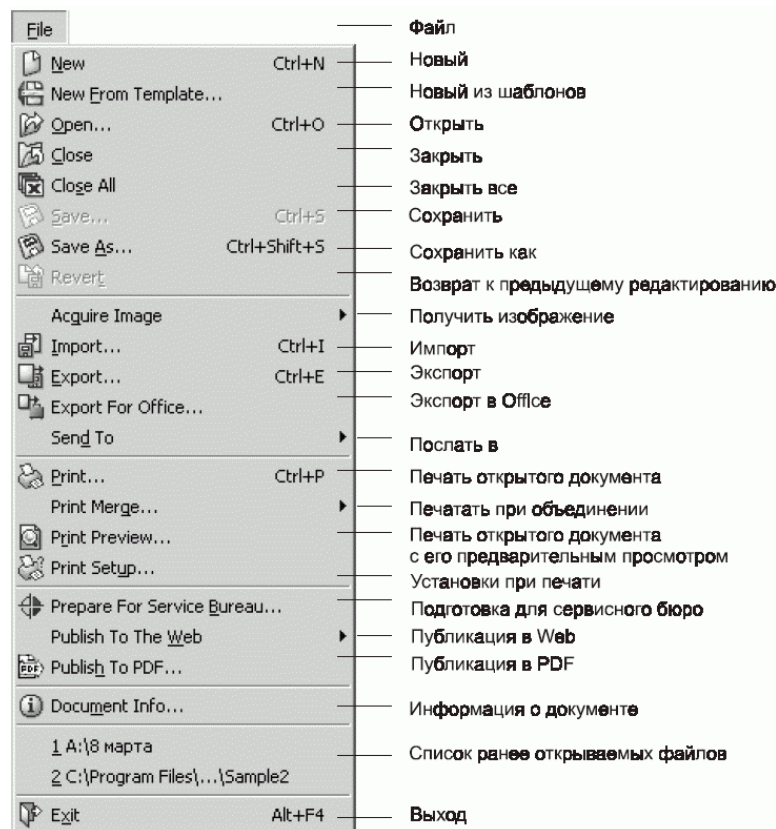 File Файл
New Ctrl+N Новый
New From Template... Новый из шаблонов
Open... Ctrl+O Открыть
Close Закрыть
Close All Закрыть все
Save... Ctrl+S Сохранить
Save As... Ctrl+Shift+S Сохранить как
Revert Возврат к предыдущему редактированию
Acquire Image Получить изображение
Import... Ctrl+I Импорт
Export... Ctrl+E Экспорт
Export For Office... Экспорт в Office
Send To Послать в
Print... Ctrl+P Печать открытого документа
Print Merge... Печатать при объединении
Print Preview... Печать открытого документа
с его предварительным просмотром
Print Setup... Установки при печати
Prepare For Service Bureau... Подготовка для сервисного бюро
Publish To The Web Публикация в Web
PDF Publish To PDF... Публикация в PDF
Document Info... Информация о документе
1 A:\8 марта
Список ранее открываемых файлов
2 C:\Program Files\...\Sample2
Exit Alt+F4 Выход